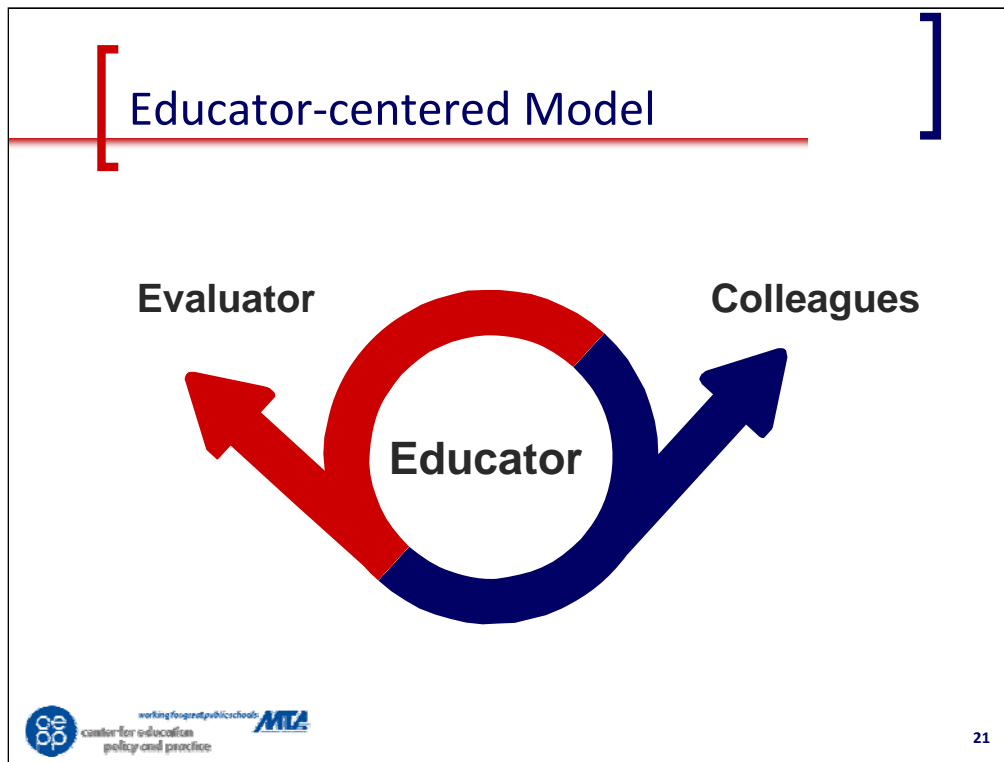 Educator-centered Model
Evaluator
Colleagues
Educator
working for great public schools
MTA
cepp
center for education
policy and practice
21